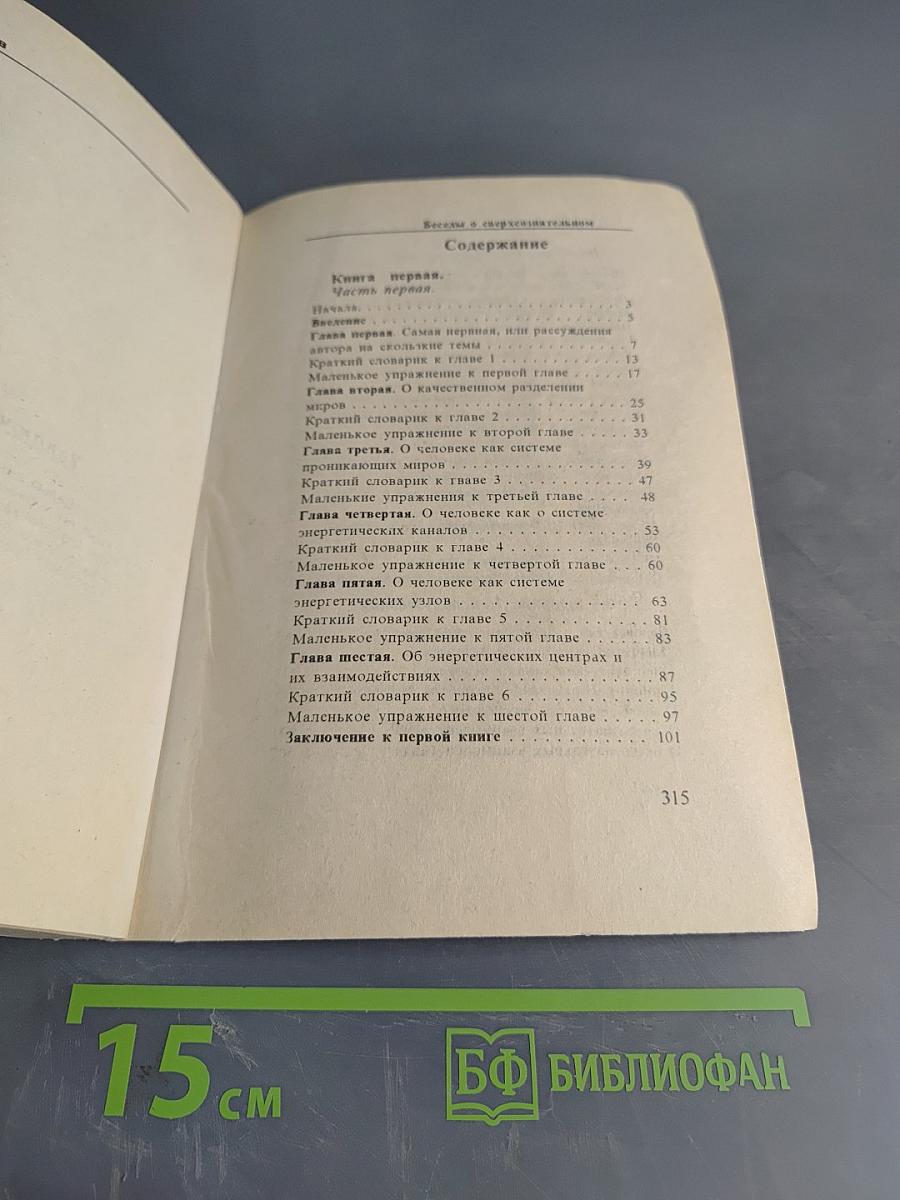 в
Беседы о сверхсознательном
Содержание
Книга первая.
Часть первая.
Начала. . . . . . . . . . . . . . . . . . . . . . . . . 3
Введение . . . . . . . . . . . . . . . . . . . . . . . . 5
Глава первая. Самая нервная, или рассуждения
автора на скользкие темы . . . . . . . . . . . . . 7
Краткий словарик к главе 1 . . . . . . . . . . . . 13
Маленькое упражнение к первой главе . . . . . 17
Глава вторая. О качественном разделении
миров . . . . . . . . . . . . . . . . . . . . . . . . . 25
Краткий словарик к главе 2 . . . . . . . . . . . 31
Маленькое упражнение к второй главе . . . . . 33
Глава третья. О человеке как системе
проникающих миров . . . . . . . . . . . . . . . . 39
Краткий словарик к гваве 3 . . . . . . . . . . . . 47
Маленькие упражнения к третьей главе . . . . 48
Глава четвертая. О человеке как о системе
энергетических каналов . . . . . . . . . . . . . . . 53
Краткий словарик к главе 4 . . . . . . . . . . . . 60
Маленькое упражнение к четвертой главе . . . 60
Глава пятая. О человеке как системе
энергетических узлов . . . . . . . . . . . . . . . . 63
Краткий словарик к главе 5 . . . . . . . . . . . . 81
Маленькое упражнение к пятой главе . . . . . . 83
Глава шестая. Об энергетических центрах и
их взаимодействиях . . . . . . . . . . . . . . . . . . 87
Краткий словарик к главе 6 . . . . . . . . . . . . 95
Маленькое упражнение к шестой главе . . . . . 97
Заключение к первой книге . . . . . . . . . . . . 101
315
15 см
БФ БИБЛИОФАН